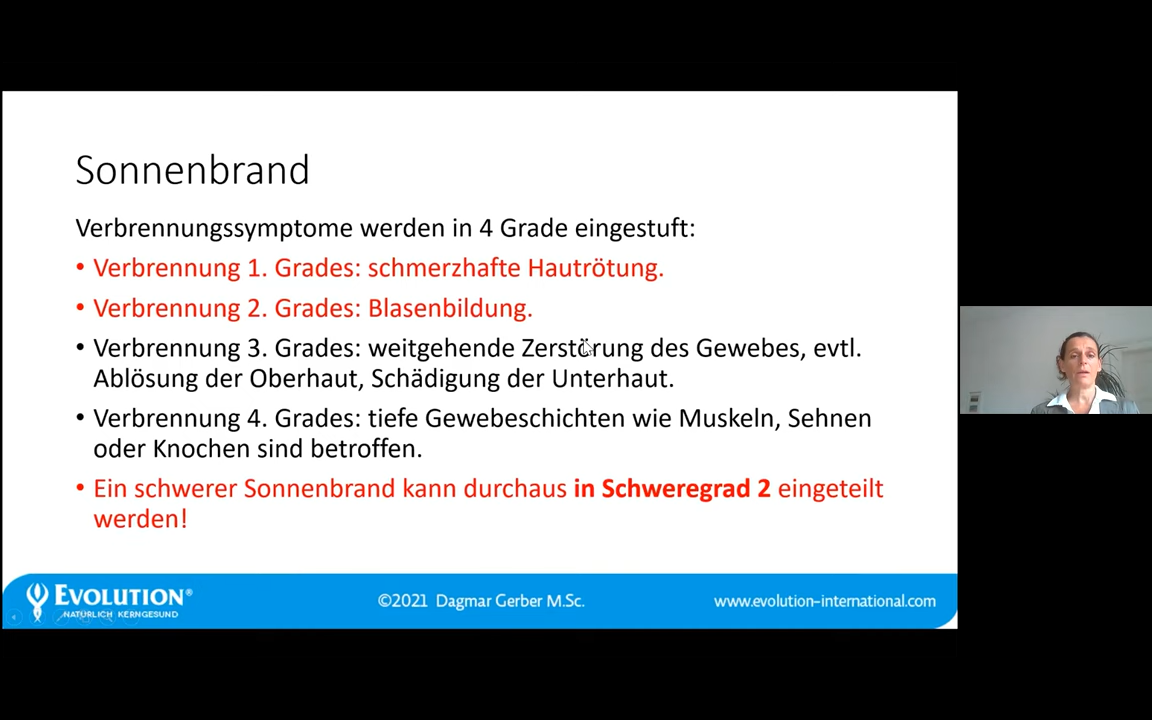 Sonnenbrand
Verbrennungssymptome werden in 4 Grade eingestuft:
• Verbrennung 1. Grades: schmerzhafte Hautrötung.
• Verbrennung 2. Grades: Blasenbildung.
• Verbrennung 3. Grades: weitgehende Zerstörung des Gewebes, evtl.
Ablösung der Oberhaut, Schädigung der Unterhaut.
• Verbrennung 4. Grades: tiefe Gewebeschichten wie Muskeln, Sehnen
oder Knochen sind betroffen.
• Ein schwerer Sonnenbrand kann durchaus in Schweregrad 2 eingeteilt
werden!
EVOLUTION®
NATÜRLICH KERNGESUND
©2021 Dagmar Gerber M.Sc.
www.evolution-international.com